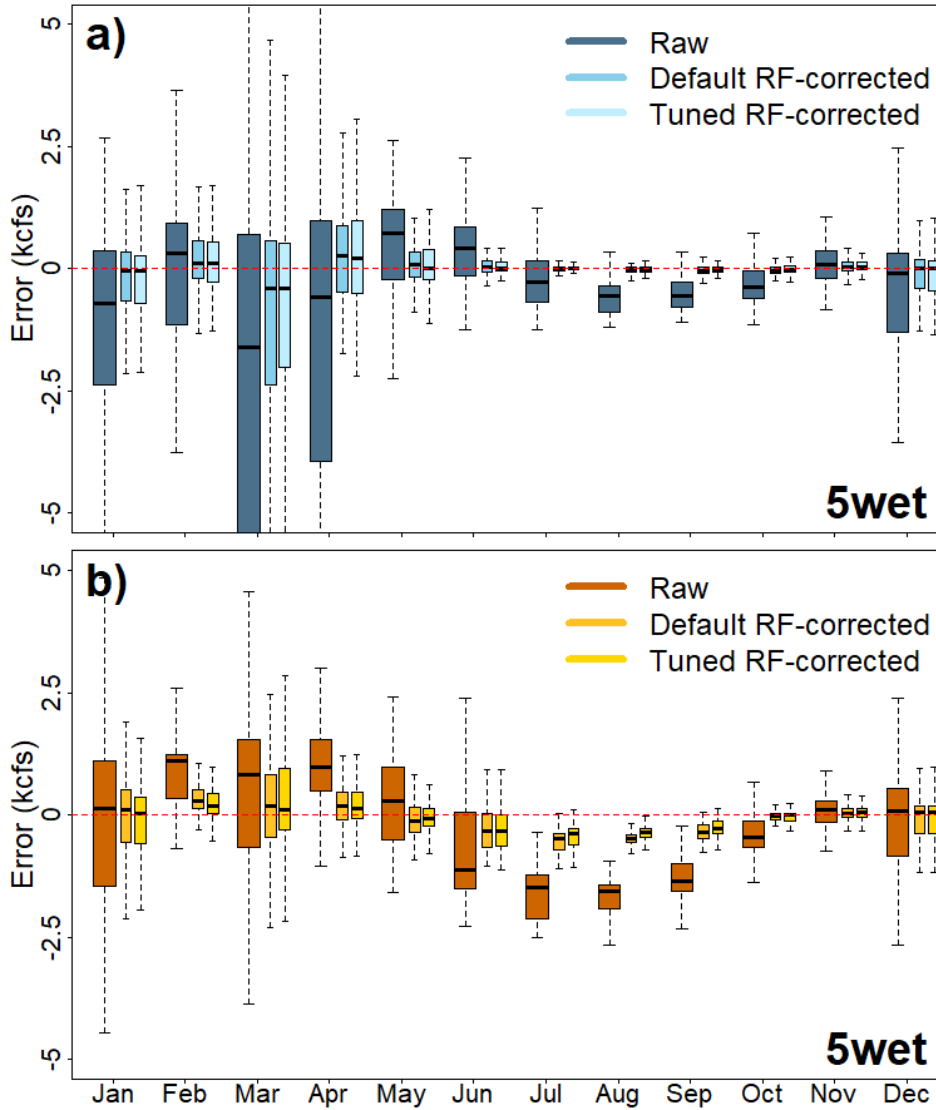 a)
Raw
Default RF-corrected
Tuned RF-corrected
5
2.5
0
-2.5
-5
Error (kcfs)
5wet
b)
Raw
Default RF-corrected
Tuned RF-corrected
5
2.5
0
-2.5
-5
Error (kcfs)
5wet
Jan Feb Mar Apr May Jun Jul Aug Sep Oct Nov Dec